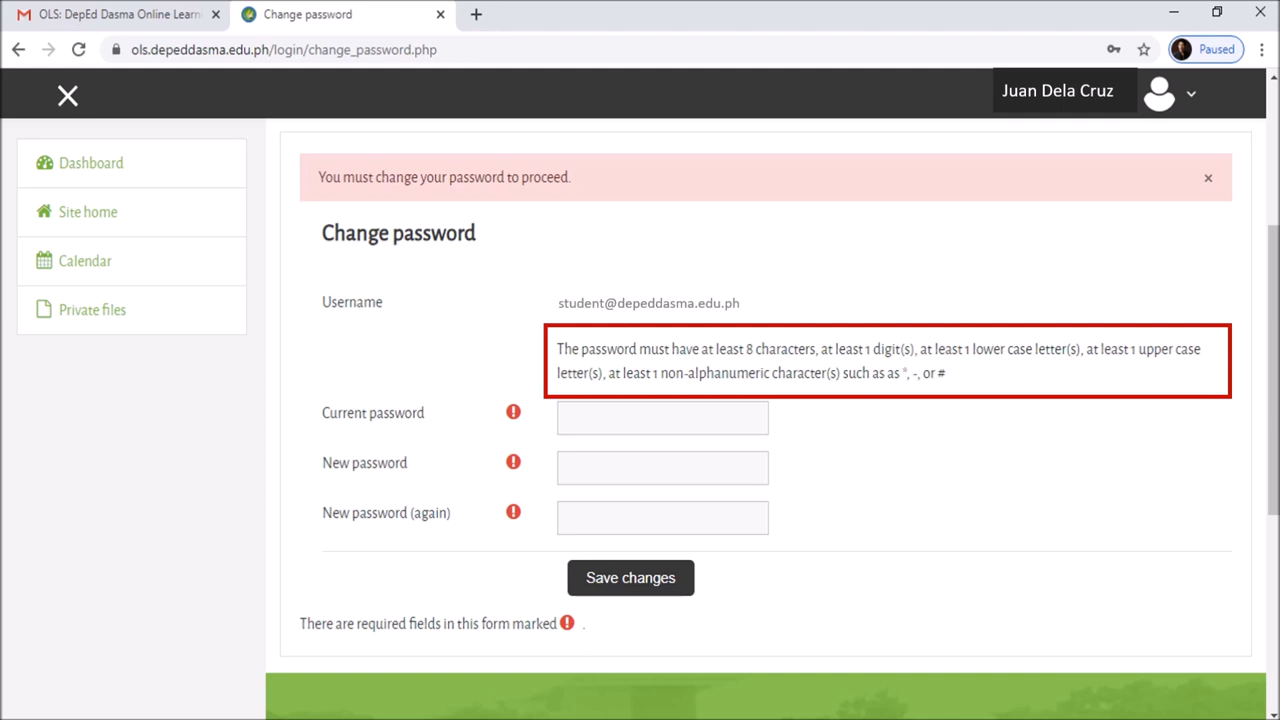 OLS: DepEd Dasma Online Learn
Change password
ols.depeddasma.edu.ph/login/change_password.php
Paused
Juan Dela Cruz
Dashboard
Site home
Calendar
Private files
You must change your password to proceed.
Change password
Username
student@depeddasma.edu.ph
The password must have at least 8 characters, at least 1 digit(s), at least 1 lower case letter(s), at least 1 upper case
letter(s), at least 1 non-alphanumeric character(s) such as as *, -, or #
Current password
New password
New password (again)
Save changes
There are required fields in this form marked .